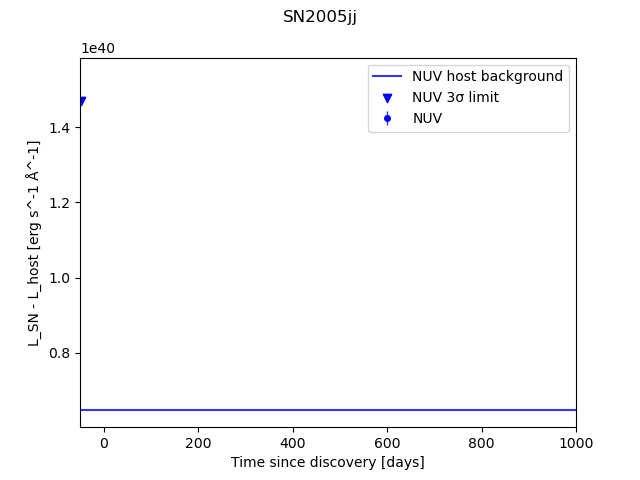 SN2005jj
1e40
NUV host background
NUV 3σ limit
NUV
1.4
1.2
1.0
0.8
L_SN - L_host [erg s^-1 Å^-1]
0
200
400
600
800
1000
Time since discovery [days]